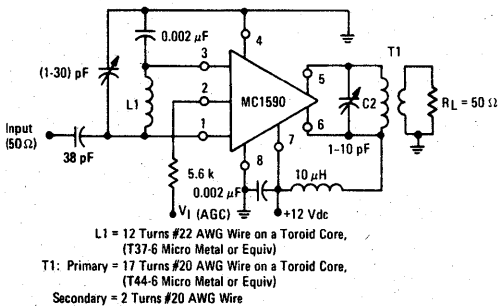 0.002 µF
4
T1
3
(1-30) pF
5
2
MC1590
C2
RL = 50 Ω
L1
Input
(50 Ω)
1
6
7
38 pF
1–10 pF
8
5.6 k
10 µH
0.002 µF
VI (AGC)
+12 Vdc
L1 = 12 Turns #22 AWG Wire on a Toroid Core,
(T37-6 Micro Metal or Equiv)
T1: Primary = 17 Turns #20 AWG Wire on a Toroid Core,
(T44-6 Micro Metal or Equiv)
Secondary = 2 Turns #20 AWG Wire